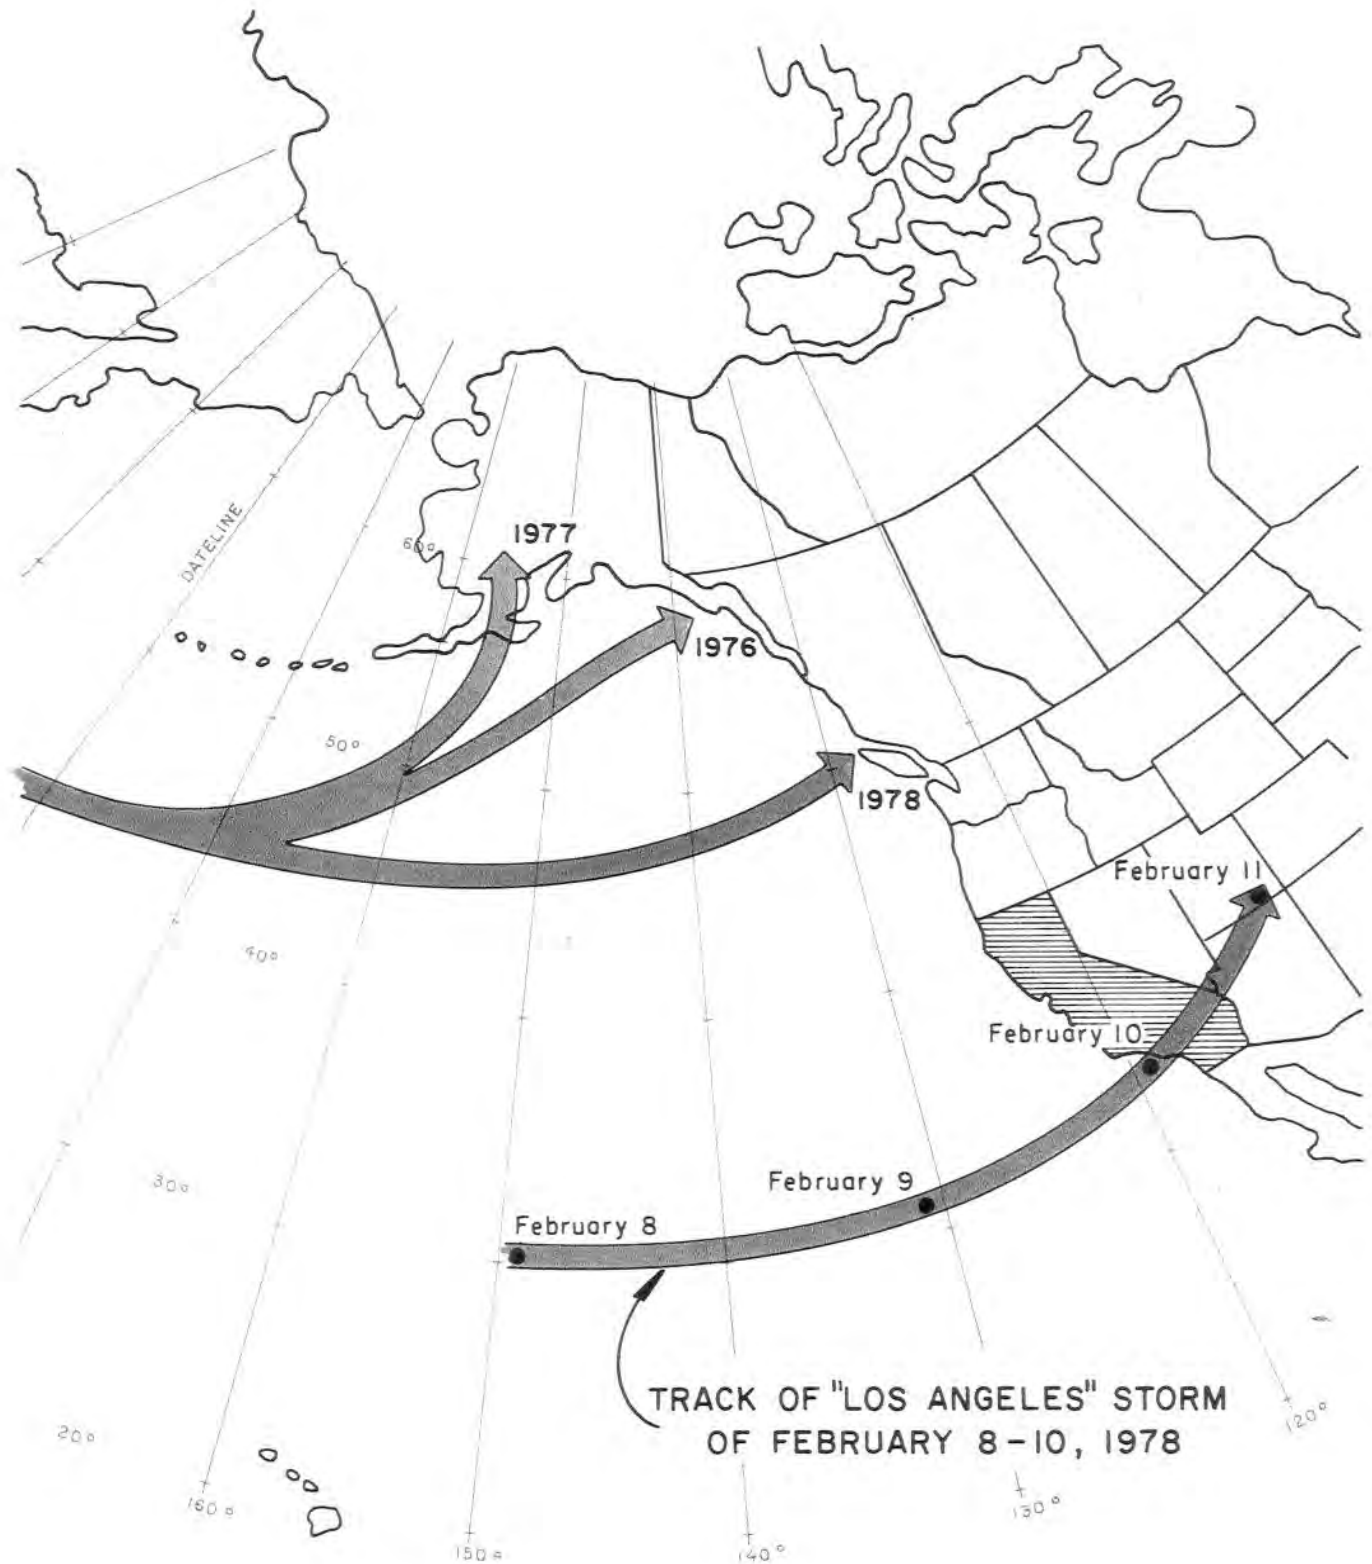 1977
60°
DATELINE
1976
50°
1978
February 11
40°
February 10
30°
February 9
February 8
TRACK OF "LOS ANGELES" STORM
OF FEBRUARY 8-10, 1978
120°
20°
160°
130°
150°
140°